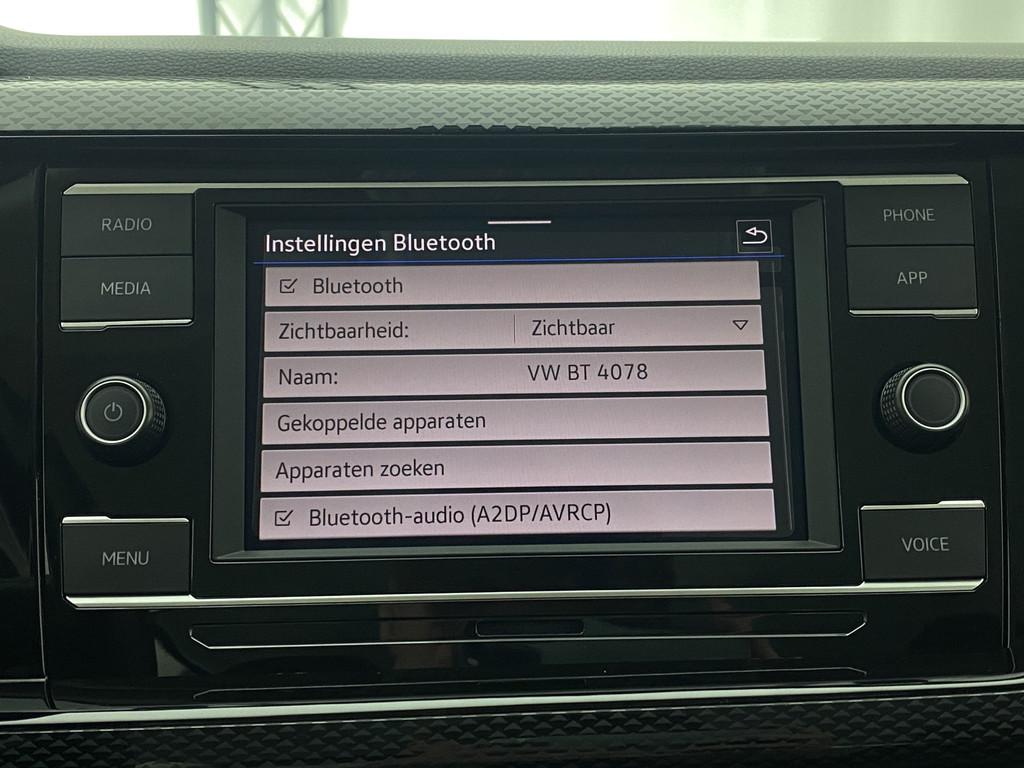 RADIO
MEDIA
MENU
Instellingen Bluetooth
Bluetooth
Zichtbaarheid: Zichtbaar
Naam: VW BT 4078
Gekoppelde apparaten
Apparaten zoeken
Bluetooth-audio (A2DP/AVRCP)
PHONE
APP
VOICE